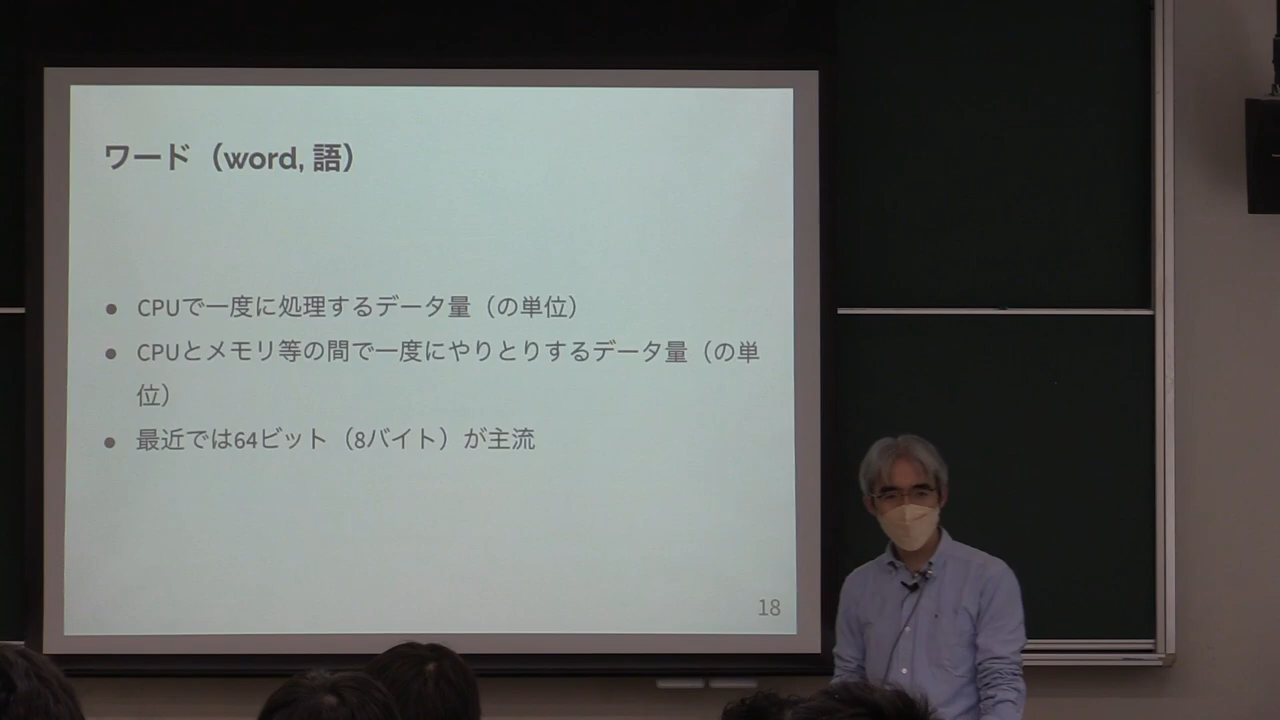 ワード（word, 語）
● CPUで一度に処理するデータ量（の単位）
● CPUとメモリ等の間で一度にやりとりするデータ量（の単
位）
● 最近では64ビット（8バイト）が主流
18